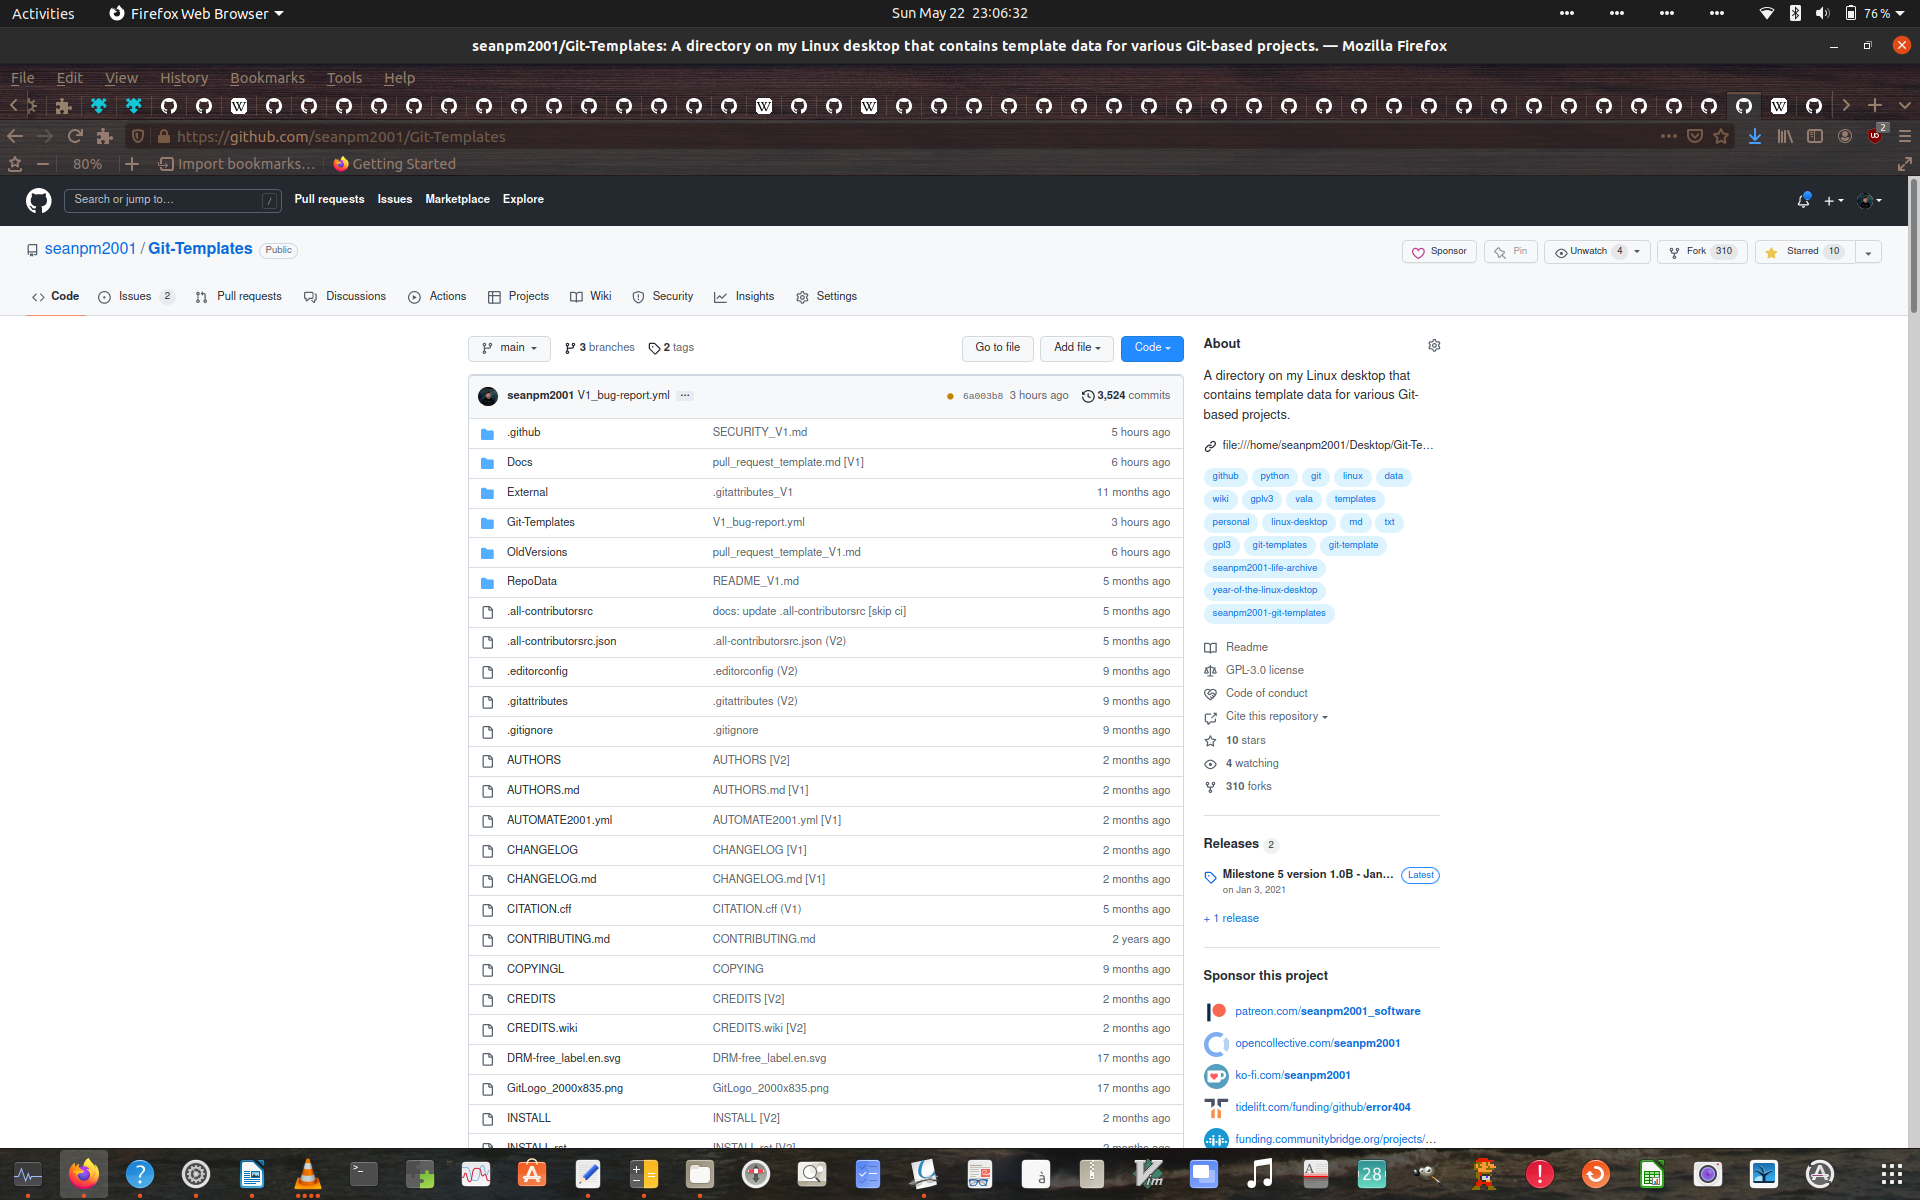 Activities Firefox Web Browser Sun May 22 23:06:32 76 %
seanpm2001/Git-Templates: A directory on my Linux desktop that contains template data for various Git-based projects. — Mozilla Firefox
File Edit View History Bookmarks Tools Help
https://github.com/seanpm2001/Git-Templates 2
80% Import bookmarks... Getting Started
Search or jump to... / Pull requests Issues Marketplace Explore
seanpm2001 / Git-Templates Public Sponsor Pin Unwatch 4 Fork 310 Starred 10
Code Issues 2 Pull requests Discussions Actions Projects Wiki Security Insights Settings
main 3 branches 2 tags Go to file Add file Code
seanpm2001 V1_bug-report.yml ... 6a003b8 3 hours ago 3,524 commits
.github SECURITY_V1.md 5 hours ago
Docs pull_request_template.md [V1] 6 hours ago
External .gitattributes_V1 11 months ago
Git-Templates V1_bug-report.yml 3 hours ago
OldVersions pull_request_template_V1.md 6 hours ago
RepoData README_V1.md 5 months ago
.all-contributorsrc docs: update .all-contributorsrc [skip ci] 5 months ago
.all-contributorsrc.json .all-contributorsrc.json (V2) 5 months ago
.editorconfig .editorconfig (V2) 9 months ago
.gitattributes .gitattributes (V2) 9 months ago
.gitignore .gitignore 9 months ago
AUTHORS AUTHORS [V2] 2 months ago
AUTHORS.md AUTHORS.md [V1] 2 months ago
AUTOMATE2001.yml AUTOMATE2001.yml [V1] 2 months ago
CHANGELOG CHANGELOG [V1] 2 months ago
CHANGELOG.md CHANGELOG.md [V1] 2 months ago
CITATION.cff CITATION.cff (V1) 5 months ago
CONTRIBUTING.md CONTRIBUTING.md 2 years ago
COPYINGL COPYING 9 months ago
CREDITS CREDITS [V2] 2 months ago
CREDITS.wiki CREDITS.wiki [V2] 2 months ago
DRM-free_label.en.svg DRM-free_label.en.svg 17 months ago
GitLogo_2000x835.png GitLogo_2000x835.png 17 months ago
INSTALL INSTALL [V2] 2 months ago
INSTALL.rst INSTALL.rst [V2] 2 months ago
About
A directory on my Linux desktop that
contains template data for various Git-
based projects.
file:///home/seanpm2001/Desktop/Git-Te...
github python git linux data
wiki gplv3 vala templates
personal linux-desktop md txt
gpl3 git-templates git-template
seanpm2001-life-archive
year-of-the-linux-desktop
seanpm2001-git-templates
Readme
GPL-3.0 license
Code of conduct
Cite this repository
10 stars
4 watching
310 forks
Releases 2
Milestone 5 version 1.0B - Jan... Latest
on Jan 3, 2021
+ 1 release
Sponsor this project
patreon.com/seanpm2001_software
opencollective.com/seanpm2001
ko-fi.com/seanpm2001
tidelift.com/funding/github/error404
funding.communitybridge.org/projects/...
28